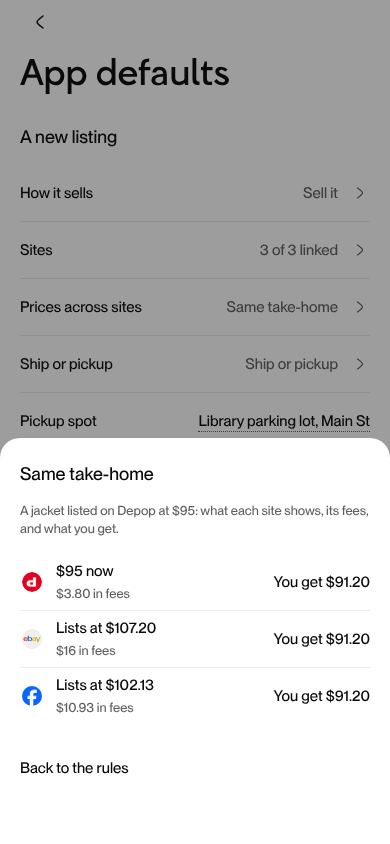 App defaults
A new listing
How it sells
Sell it
Sites
3 of 3 linked
Prices across sites
Same take-home
Ship or pickup
Ship or pickup
Pickup spot
Library parking lot, Main St
Same take-home
A jacket listed on Depop at $95: what each site shows, its fees,
and what you get.
d
$95 now
$3.80 in fees
You get $91.20
ebay
Lists at $107.20
$16 in fees
You get $91.20
f
Lists at $102.13
$10.93 in fees
You get $91.20
Back to the rules